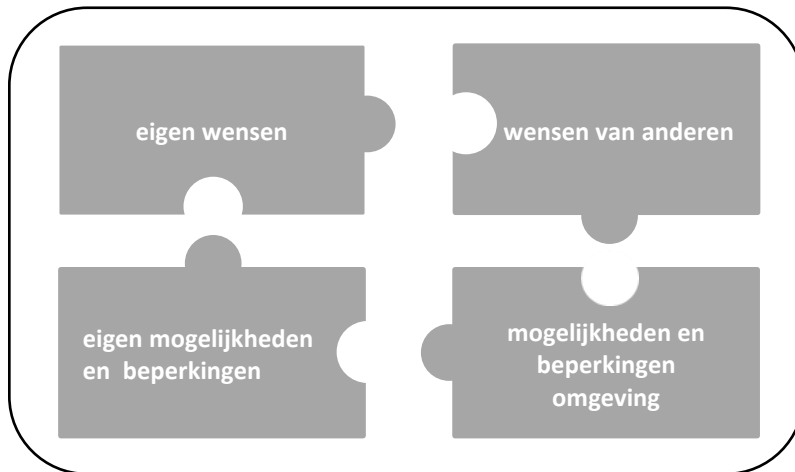 eigen wensen
wensen van anderen
eigen mogelijkheden
en beperkingen
mogelijkheden en
beperkingen
omgeving